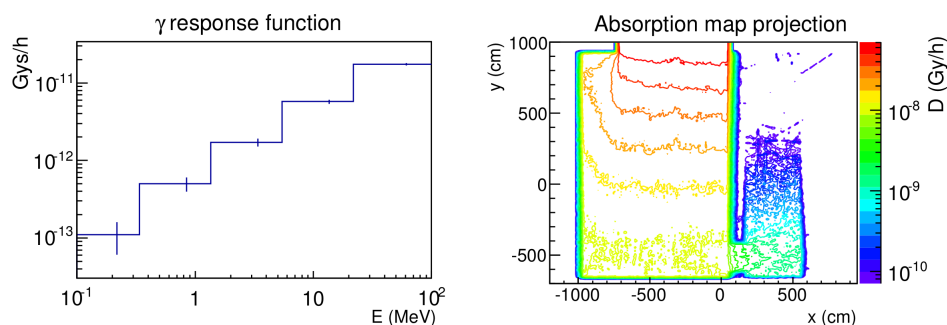 γ response function
Gys/h
10⁻¹¹
10⁻¹²
10⁻¹³
10⁻¹
1
10
10²
E (MeV)
Absorption map projection
y (cm)
1000
500
0
-500
-1000
-500
0
500
x (cm)
D (Gy/h)
10⁻⁸
10⁻⁹
10⁻¹⁰